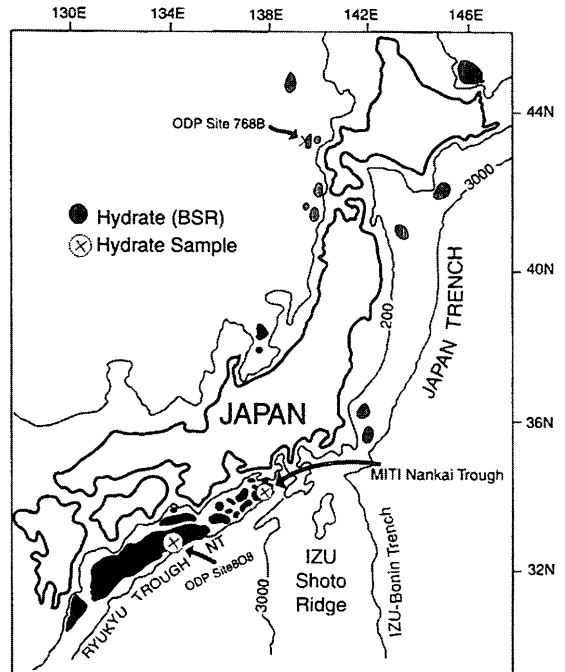 130E 134E 138E 142E 146E
44N
ODP Site 768B
3000
Hydrate (BSR)
Hydrate Sample
40N
JAPAN TRENCH
200
JAPAN
36N
MITI Nankai Trough
NT
ODP Site808
RYUKYU TROUGH
3000
IZU
Shoto
Ridge
IZU-Bonin Trench
32N